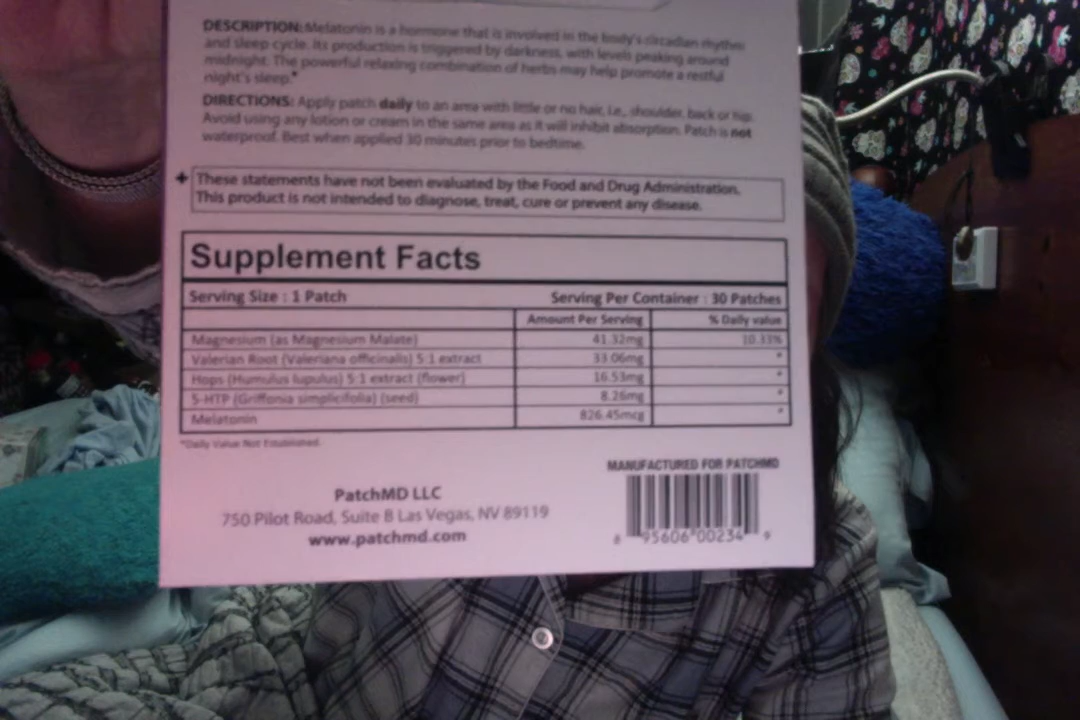 DESCRIPTION: Melatonin is a hormone that is involved in the body's circadian rhythm
and sleep cycle. Its production is triggered by darkness, with levels peaking around
midnight. The powerful relaxing combination of herbs may help promote a restful
night's sleep.*
DIRECTIONS: Apply patch daily to an area with little or no hair, i.e., shoulder, back or hip.
Avoid using any lotion or cream in the same area as it will inhibit absorption. Patch is not
waterproof. Best when applied 30 minutes prior to bedtime.
+ These statements have not been evaluated by the Food and Drug Administration.
This product is not intended to diagnose, treat, cure or prevent any disease.
Supplement Facts
Serving Size : 1 Patch Serving Per Container : 30 Patches
Amount Per Serving % Daily value
Magnesium (as Magnesium Malate) 41.32mg 10.33%
Valerian Root (Valeriana officinalis) 5:1 extract 33.06mg *
Hops (Humulus lupulus) 5:1 extract (flower) 16.53mg *
5-HTP (Griffonia simplicifolia) (seed) 8.26mg *
Melatonin 826.45mcg *
*Daily Value Not Established
MANUFACTURED FOR PATCHMD
PatchMD LLC
750 Pilot Road, Suite B Las Vegas, NV 89119
www.patchmd.com
8 95606 00234 9